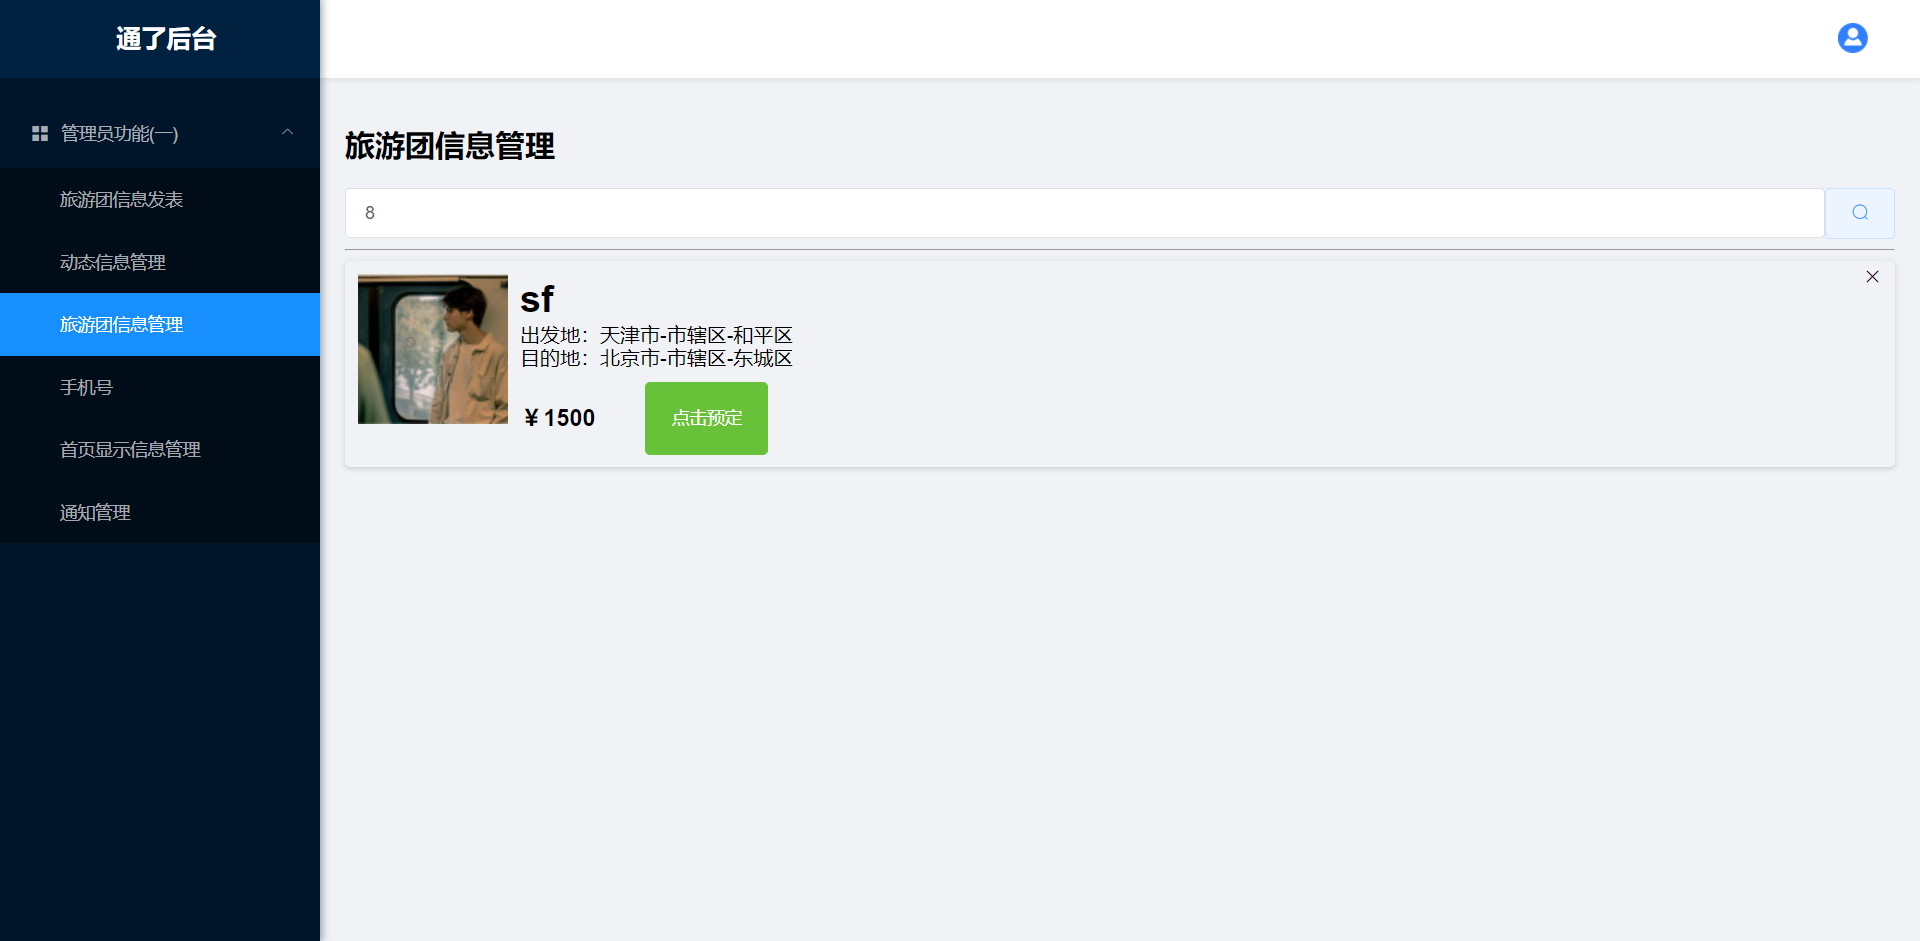 通了后台
管理员功能(一)
旅游团信息发表
动态信息管理
旅游团信息管理
手机号
首页显示信息管理
通知管理
旅游团信息管理
8
sf
出发地：天津市-市辖区-和平区
目的地：北京市-市辖区-东城区
¥ 1500
点击预定